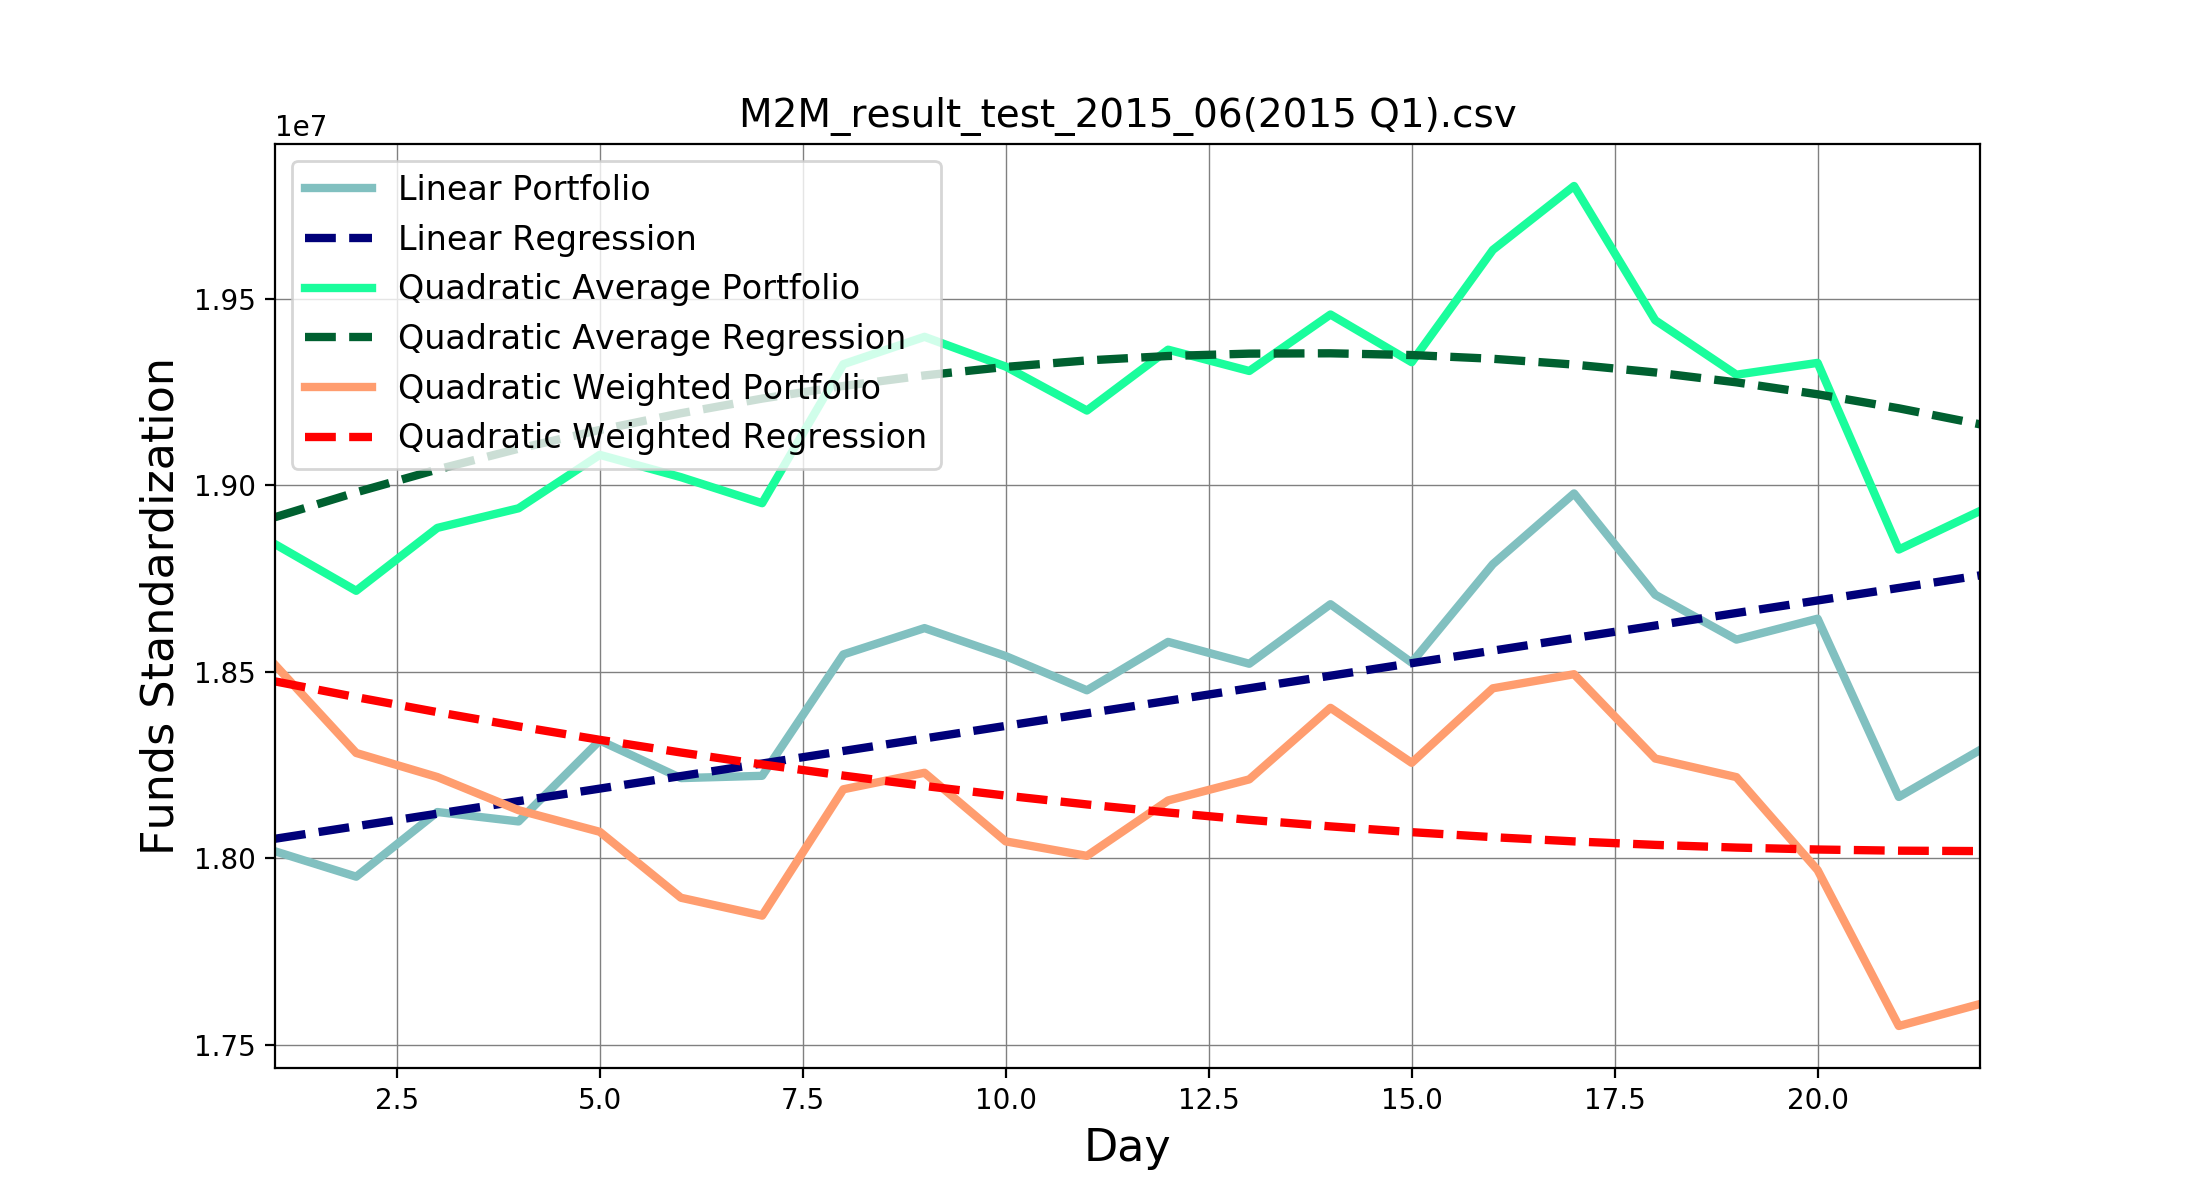 M2M_result_test_2015_06(2015 Q1).csv
1e7
Linear Portfolio
Linear Regression
Quadratic Average Portfolio
Quadratic Average Regression
Quadratic Weighted Portfolio
Quadratic Weighted Regression
Funds Standardization
1.95
1.90
1.85
1.80
1.75
2.5 5.0 7.5 10.0 12.5 15.0 17.5 20.0
Day